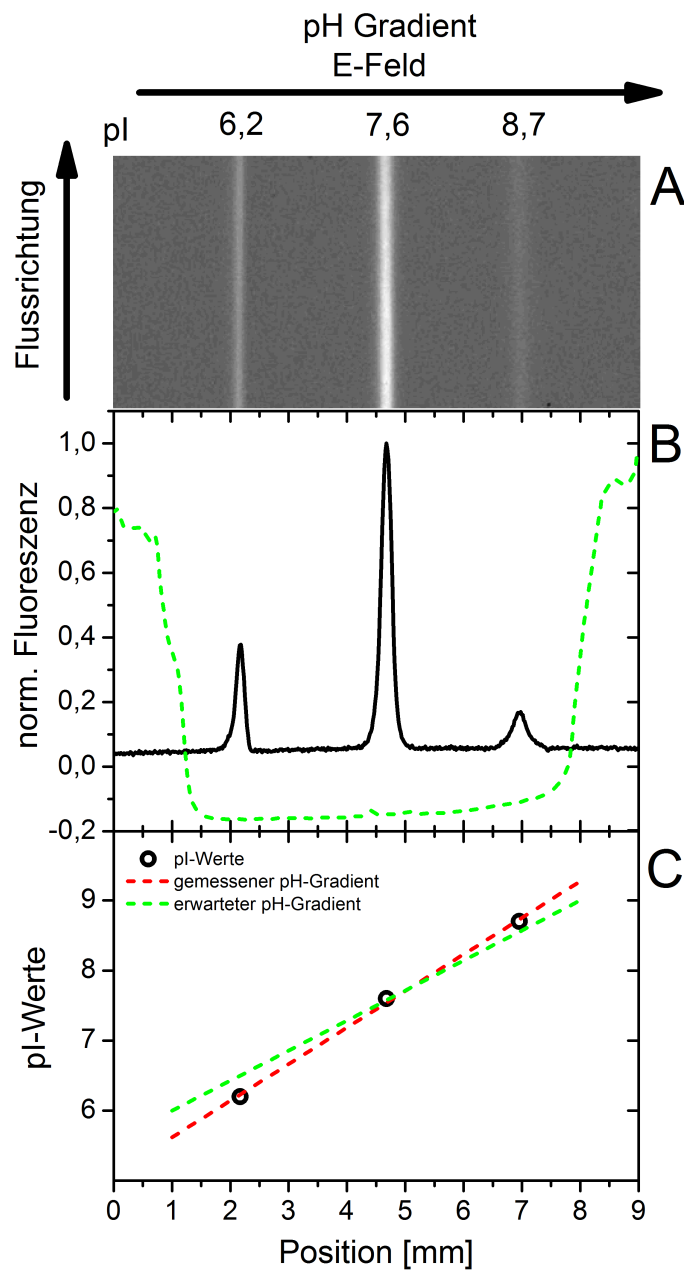 pH Gradient
E-Feld
pI 6,2 7,6 8,7
Flussrichtung
A
B
norm. Fluoreszenz
1,0
0,8
0,6
0,4
0,2
0,0
-0,2
C
pI-Werte
gemessener pH-Gradient
erwarteter pH-Gradient
pI-Werte
9
8
7
6
0 1 2 3 4 5 6 7 8 9
Position [mm]